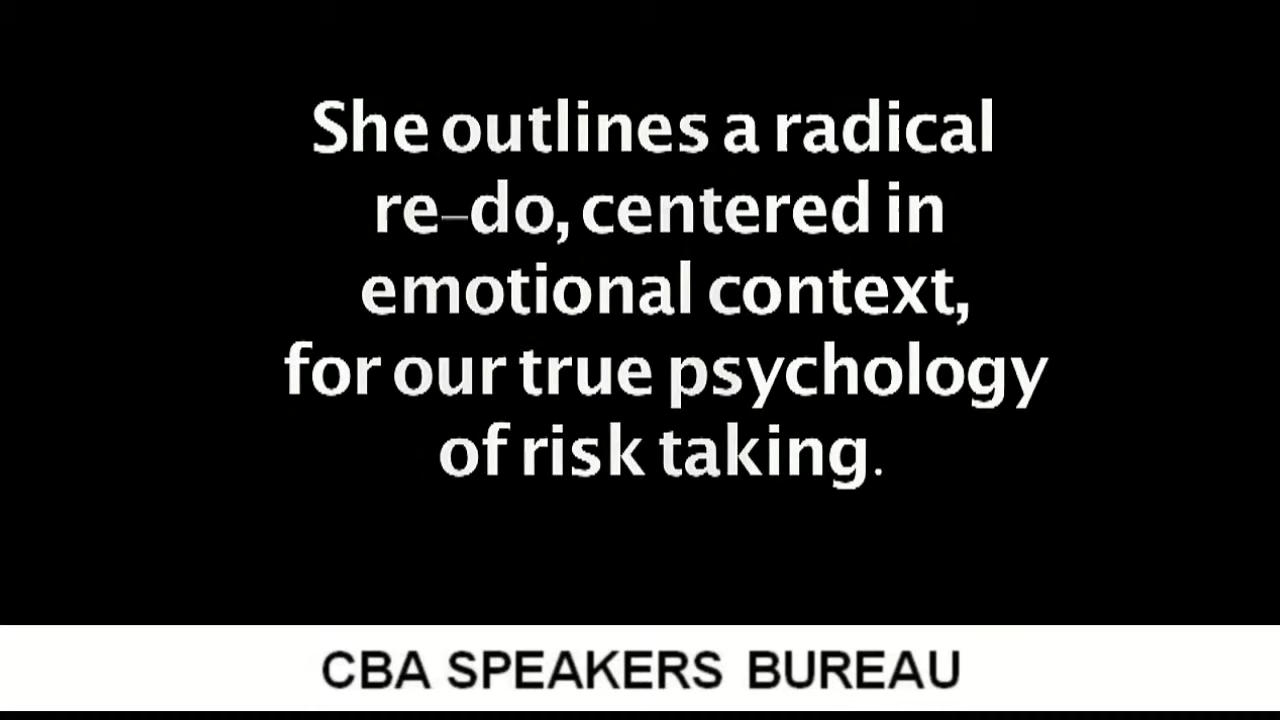 She outlines a radical
re–do, centered in
emotional context,
for our true psychology
of risk taking.
CBA SPEAKERS BUREAU